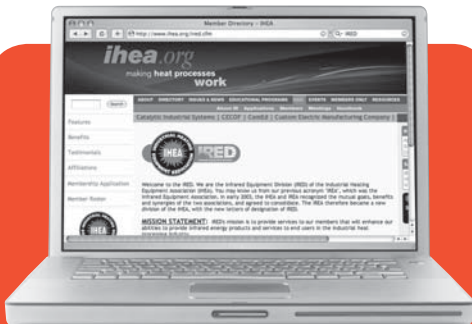 Member Directory - IHEA
http://www.ihea.org/ired.cfm
Q- IRED
ihea.org
making heat processes
work
Search
ABOUT DIRECTORY ISSUES & NEWS EDUCATIONAL PROGRAMS IRED EVENTS MEMBERS ONLY RESOURCES
About IR Applications Members Meetings Handbook
Catalytic Industrial Systems | CECOF | ComEd | Custom Electric Manufacturing Company |
Features
Benefits
Testimonials
Affiliations
Membership Application
Member Roster
IHEA
IRED
Welcome to the IRED. We are the Infrared Equipment Division (IRED) of the Industrial Heating
Equipment Association (IHEA). You may know us from our previous acronym 'IREA', which was the
Infrared Equipment Association. In early 2003, the IHEA and IREA recognized the mutual goals, benefits
and synergies of the two associations, and agreed to consolidate. The IREA therefore became a new
division of the IHEA, with the new letters of designation of IRED.
MISSION STATEMENT: IRED's mission is to provide services to our members that will enhance our
abilities to provide infrared energy products and services to end users in the industrial heat
processing industry.
IHEA